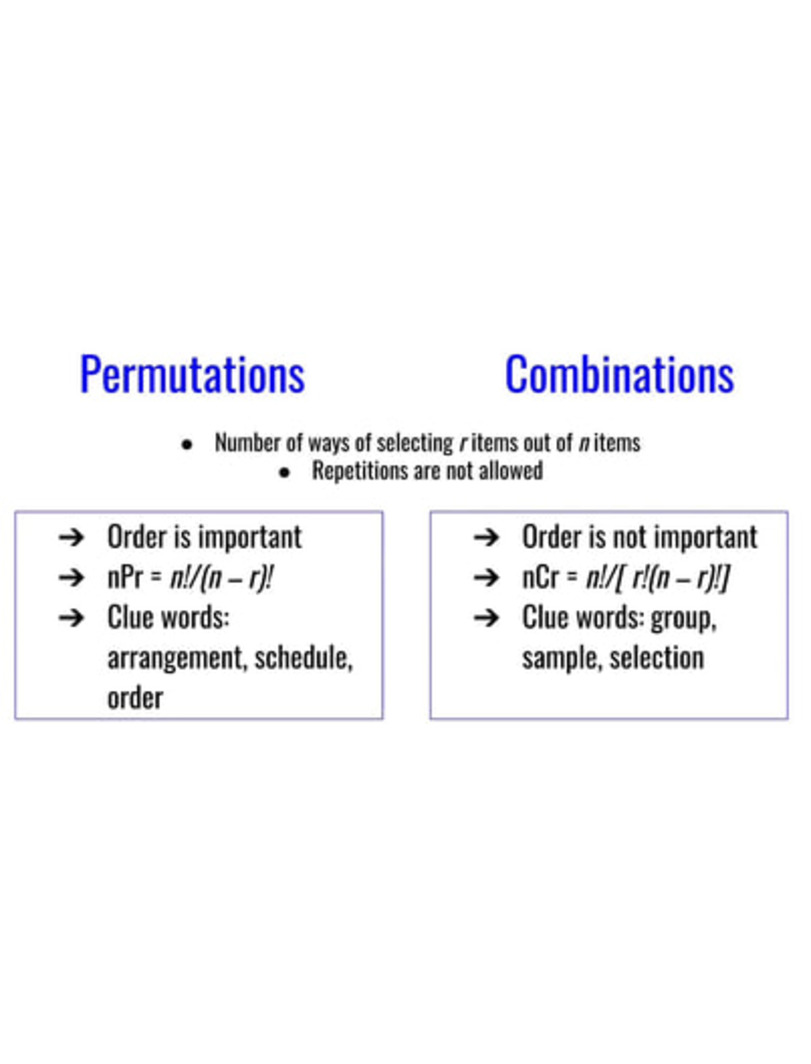 Permutations
Combinations
● Number of ways of selecting r items out of n items
● Repetitions are not allowed
➔ Order is important
➔ nPr = n!/(n – r)!
➔ Clue words:
arrangement, schedule,
order
➔ Order is not important
➔ nCr = n!/[ r!(n – r)!]
➔ Clue words: group,
sample, selection